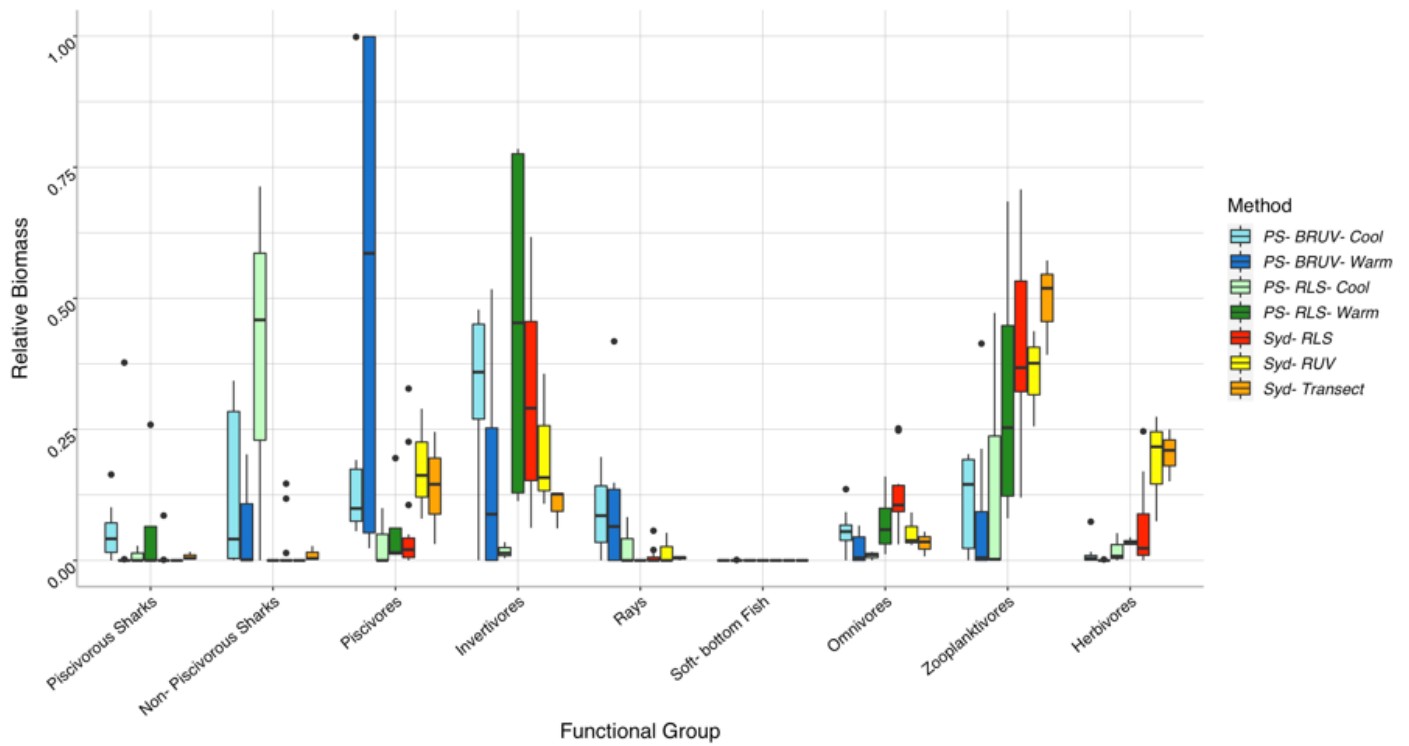 1.00
0.75
0.50
0.25
0.00
Relative Biomass
Piscivorous Sharks
Non- Piscivorous Sharks
Piscivores
Invertivores
Rays
Soft- bottom Fish
Omnivores
Zooplanktivores
Herbivores
Functional Group
Method
PS- BRUV- Cool
PS- BRUV- Warm
PS- RLS- Cool
PS- RLS- Warm
Syd- RLS
Syd- RUV
Syd- Transect